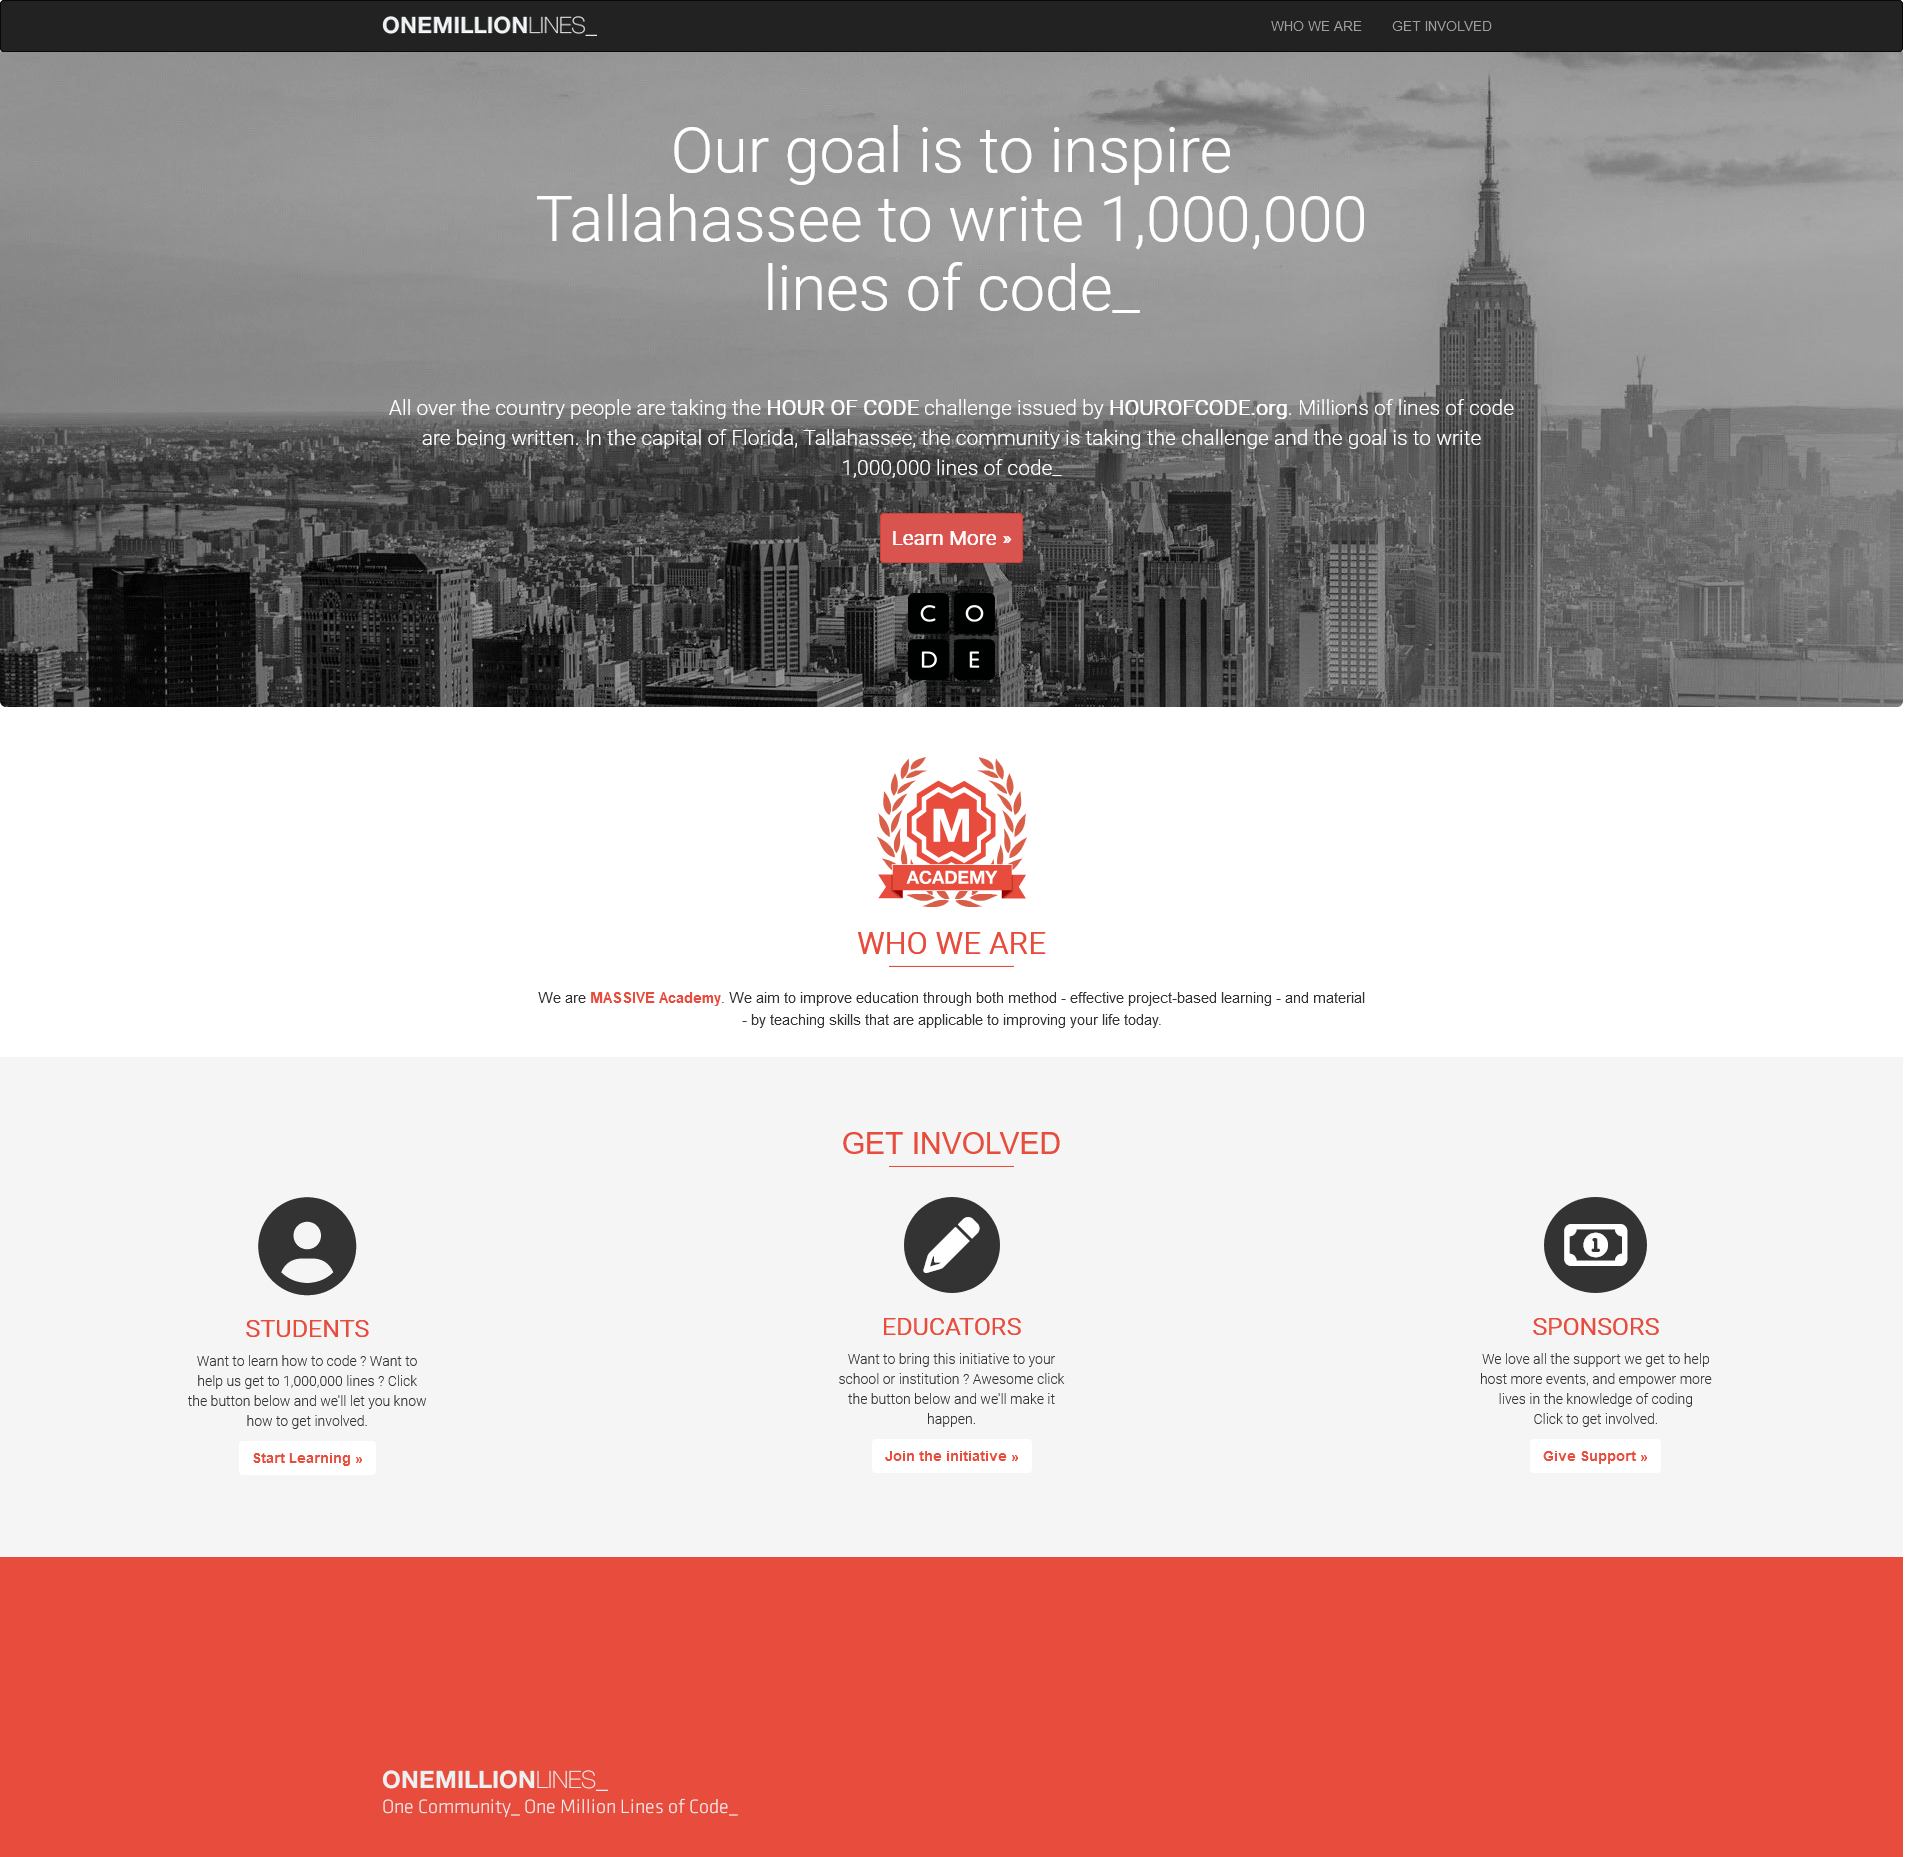 ONEMILLIONLINES_
WHO WE ARE
GET INVOLVED
Our goal is to inspire
Tallahassee to write 1,000,000
lines of code_
All over the country people are taking the HOUR OF CODE challenge issued by HOUROFCODE.org. Millions of lines of code
are being written. In the capital of Florida, Tallahassee, the community is taking the challenge and the goal is to write
1,000,000 lines of code_
Learn More »
C O
D E
M
ACADEMY
WHO WE ARE
We are MASSIVE Academy. We aim to improve education through both method - effective project-based learning - and material
- by teaching skills that are applicable to improving your life today.
GET INVOLVED
STUDENTS
Want to learn how to code ? Want to
help us get to 1,000,000 lines ? Click
the button below and we'll let you know
how to get involved.
Start Learning »
EDUCATORS
Want to bring this initiative to your
school or institution ? Awesome click
the button below and we'll make it
happen.
Join the initiative »
1
SPONSORS
We love all the support we get to help
host more events, and empower more
lives in the knowledge of coding
Click to get involved.
Give Support »
ONEMILLIONLINES_
One Community_ One Million Lines of Code_